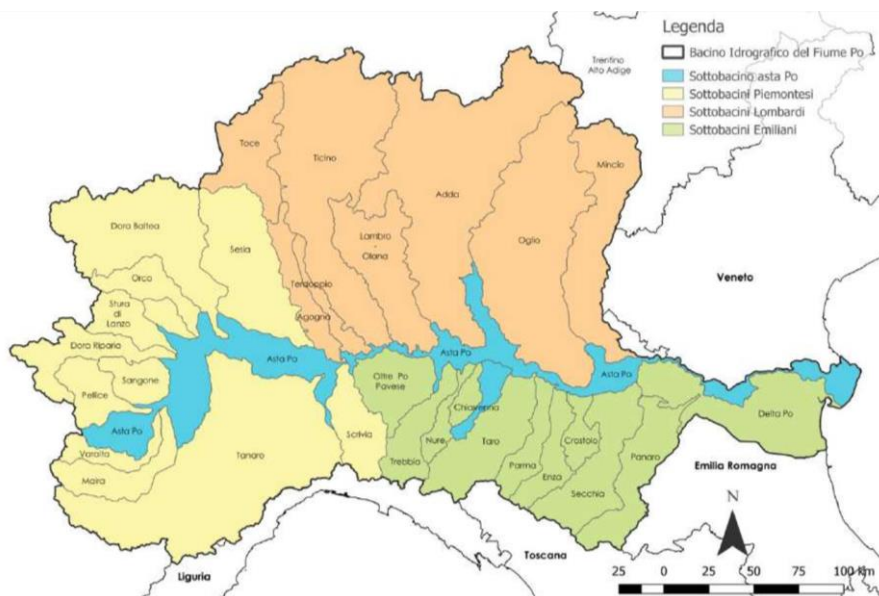 Legenda
Bacino Idrografico del Fiume Po
Sottobacino asta Po
Sottobacini Piemontesi
Sottobacini Lombardi
Sottobacini Emiliani
Trentino
Alto Adige
Toce
Ticino
Adda
Mincio
Dora Baltea
Sesia
Lambro
Olona
Oglio
Orco
Terdoppio
Veneto
Stura
di
Lanzo
Agogna
Dora Riparia
Asta Po
Asta Po
Asta Po
Sangone
Oltre Po
Pavese
Pellice
Chiavenna
Delta Po
Asta Po
Scrivia
Nure
Taro
Crostolo
Varaita
Tanaro
Trebbia
Parma
Enza
Panaro
Emilia Romagna
Maira
Secchia
N
Toscana
Liguria
25 0 25 50 75 100 km